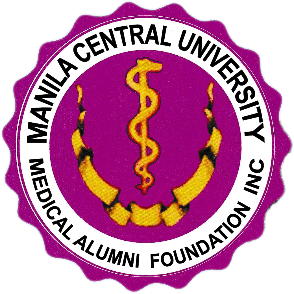 MANILA CENTRAL UNIVERSITY
MEDICAL ALUMNI FOUNDATION INC